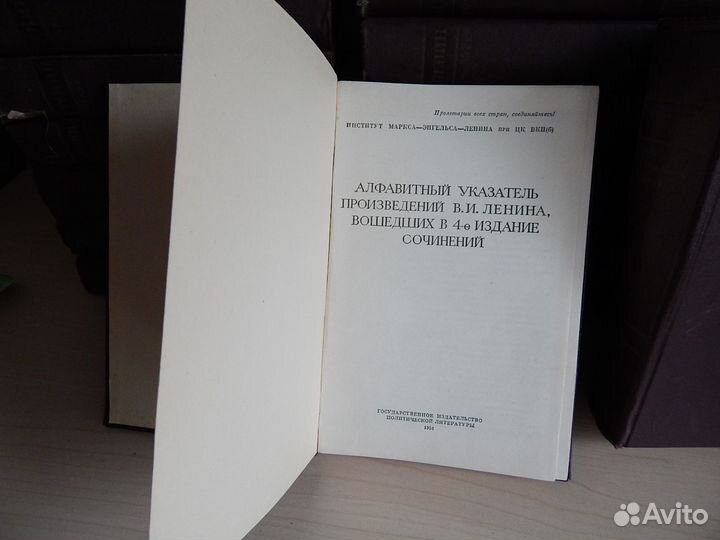 Пролетарии всех стран, соединяйтесь!
ИНСТИТУТ МАРКСА—ЭНГЕЛЬСА—ЛЕНИНА при ЦК ВКП(б)
АЛФАВИТНЫЙ УКАЗАТЕЛЬ
ПРОИЗВЕДЕНИЙ В.И. ЛЕНИНА,
ВОШЕДШИХ В 4-е ИЗДАНИЕ
СОЧИНЕНИЙ
ГОСУДАРСТВЕННОЕ ИЗДАТЕЛЬСТВО
ПОЛИТИЧЕСКОЙ ЛИТЕРАТУРЫ
Avito